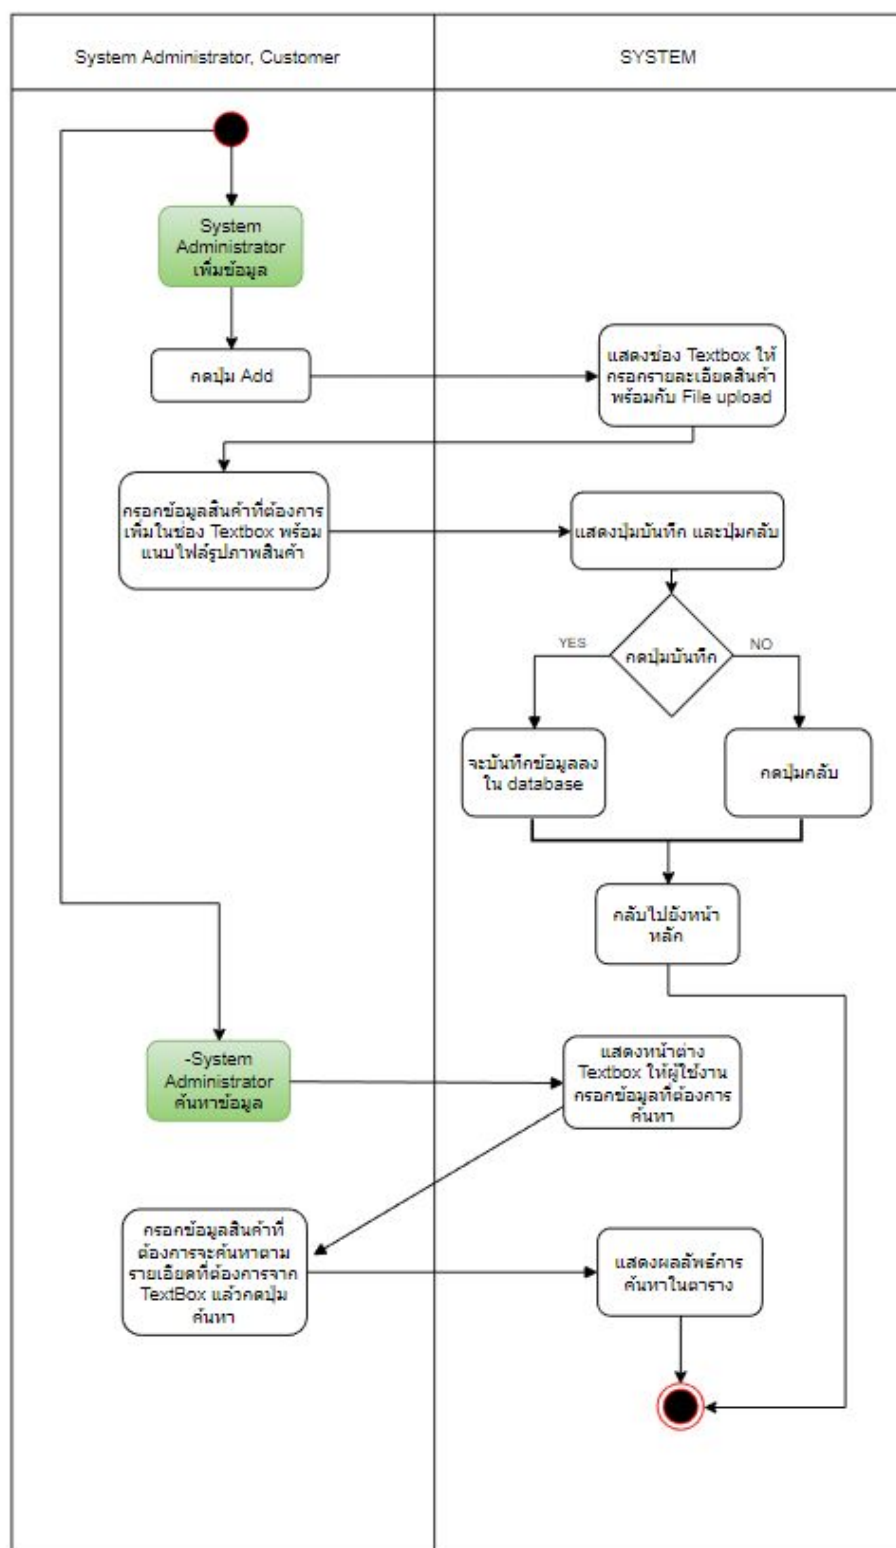 System Administrator, Customer
SYSTEM
System
Administrator
เพิ่มข้อมูล
กดปุ่ม Add
แสดงช่อง Textbox ให้
กรอกรายละเอียดสินค้า
พร้อมกับ File upload
กรอกข้อมูลสินค้าที่ต้องการ
เพิ่มในช่อง Textbox พร้อม
แนบไฟล์รูปภาพสินค้า
แสดงปุ่มบันทึก และปุ่มกลับ
YES
กดปุ่มบันทึก
NO
จะบันทึกข้อมูลลง
ใน database
กดปุ่มกลับ
กลับไปยังหน้า
หลัก
-System
Administrator
ค้นหาข้อมูล
แสดงหน้าต่าง
Textbox ให้ผู้ใช้งาน
กรอกข้อมูลที่ต้องการ
ค้นหา
กรอกข้อมูลสินค้าที่
ต้องการจะค้นหาตาม
รายเอียดที่ต้องการจาก
TextBox แล้วกดปุ่ม
ค้นหา
แสดงผลลัพธ์การ
ค้นหาในตาราง